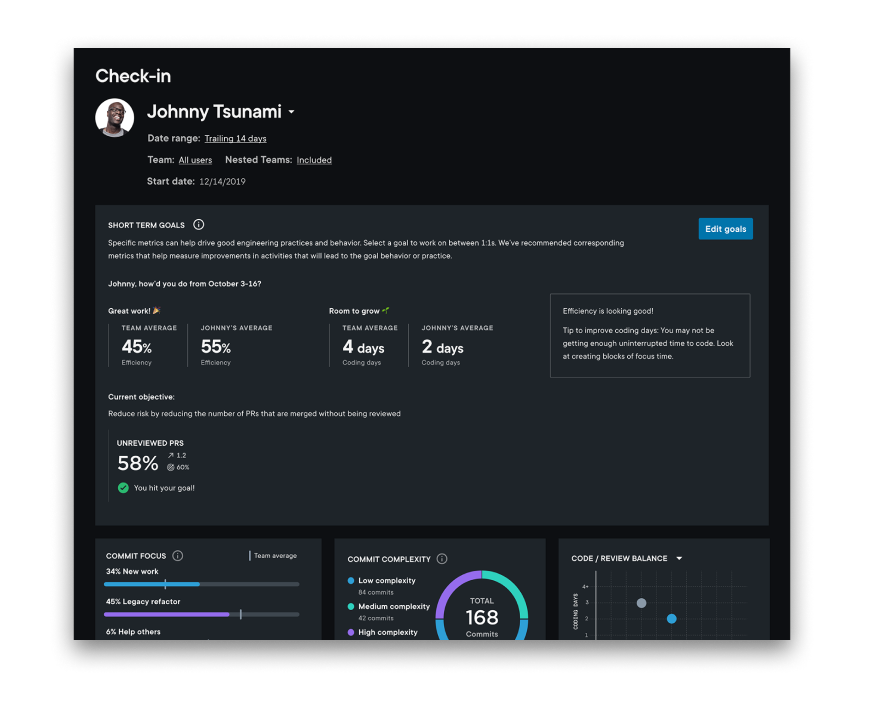 Check-in
Johnny Tsunami
Date range: Trailing 14 days
Team: All users Nested Teams: Included
Start date: 12/14/2019
SHORT TERM GOALS
Edit goals
Specific metrics can help drive good engineering practices and behavior. Select a goal to work on between 1:1s. We've recommended corresponding
metrics that help measure improvements in activities that will lead to the goal behavior or practice.
Johnny, how'd you do from October 3-16?
Great work! 🎉
TEAM AVERAGE
45%
Efficiency
JOHNNY'S AVERAGE
55%
Efficiency
Room to grow 🌱
TEAM AVERAGE
4 days
Coding days
JOHNNY'S AVERAGE
2 days
Coding days
Efficiency is looking good!
Tip to improve coding days: You may not be
getting enough uninterrupted time to code. Look
at creating blocks of focus time.
Current objective:
Reduce risk by reducing the number of PRs that are merged without being reviewed
UNREVIEWED PRS
58%
1.2
60%
You hit your goal!
COMMIT FOCUS
Team average
34% New work
45% Legacy refactor
6% Help others
COMMIT COMPLEXITY
Low complexity
84 commits
Medium complexity
42 commits
High complexity
TOTAL
168
Commits
CODE / REVIEW BALANCE
CODING DAYS
4+
3
2
1